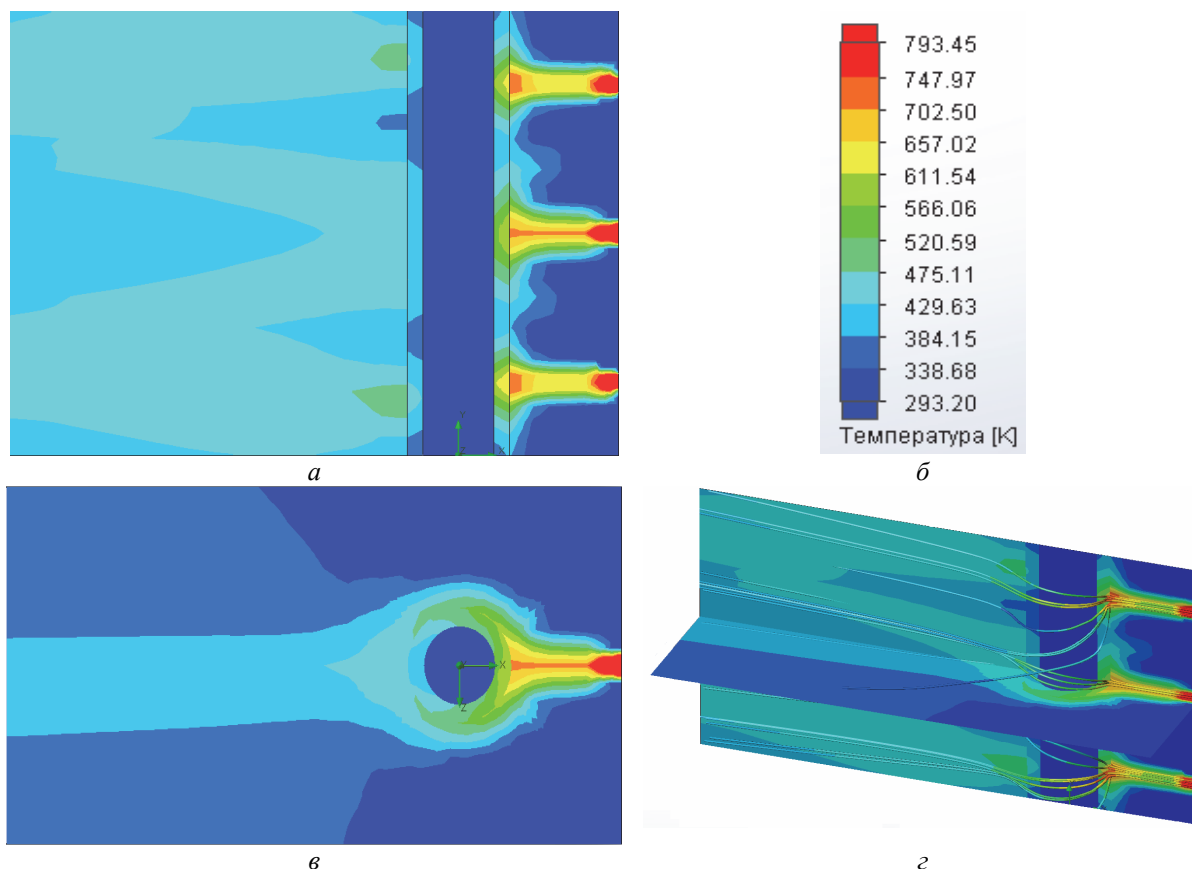 793.45
747.97
702.50
657.02
611.54
566.06
520.59
475.11
429.63
384.15
338.68
293.20
Температура [K]
Y
X
а
б
X
Z
в
г